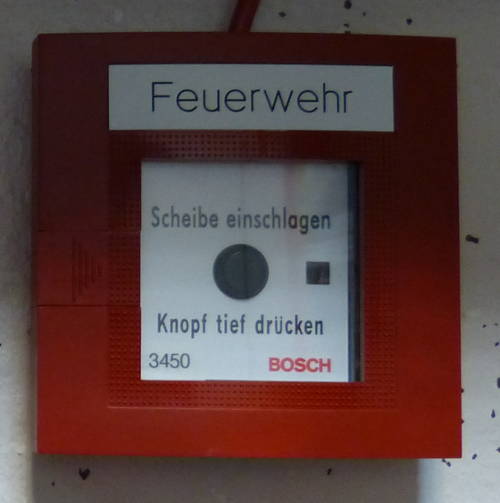 Feuerwehr
Scheibe einschlagen
Knopf tief drücken
3450 BOSCH